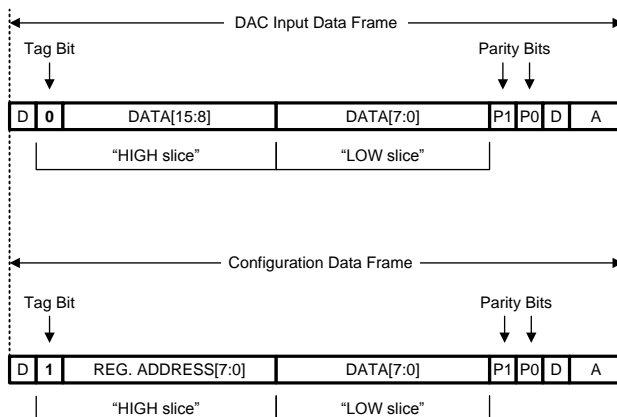 DAC Input Data Frame
Tag Bit Parity Bits
D 0 DATA[15:8] DATA[7:0] P1 P0 D A
“HIGH slice” “LOW slice”
Configuration Data Frame
Tag Bit Parity Bits
D 1 REG. ADDRESS[7:0] DATA[7:0] P1 P0 D A
“HIGH slice” “LOW slice”